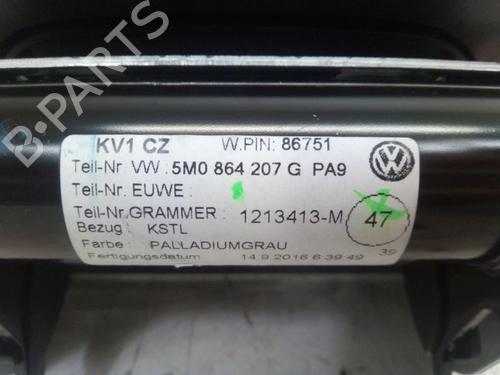 B-PARTS
KV1 CZ W.PIN: 86751
Teil-Nr VW : 5M0 864 207 G PA9
Teil-Nr. EUWE :
Teil-Nr.GRAMMER : 1213413-M 47
Bezug : KSTL
Farbe : PALLADIUMGRAU
Fertigungsdatum 14.9.2016 6:39:49 39